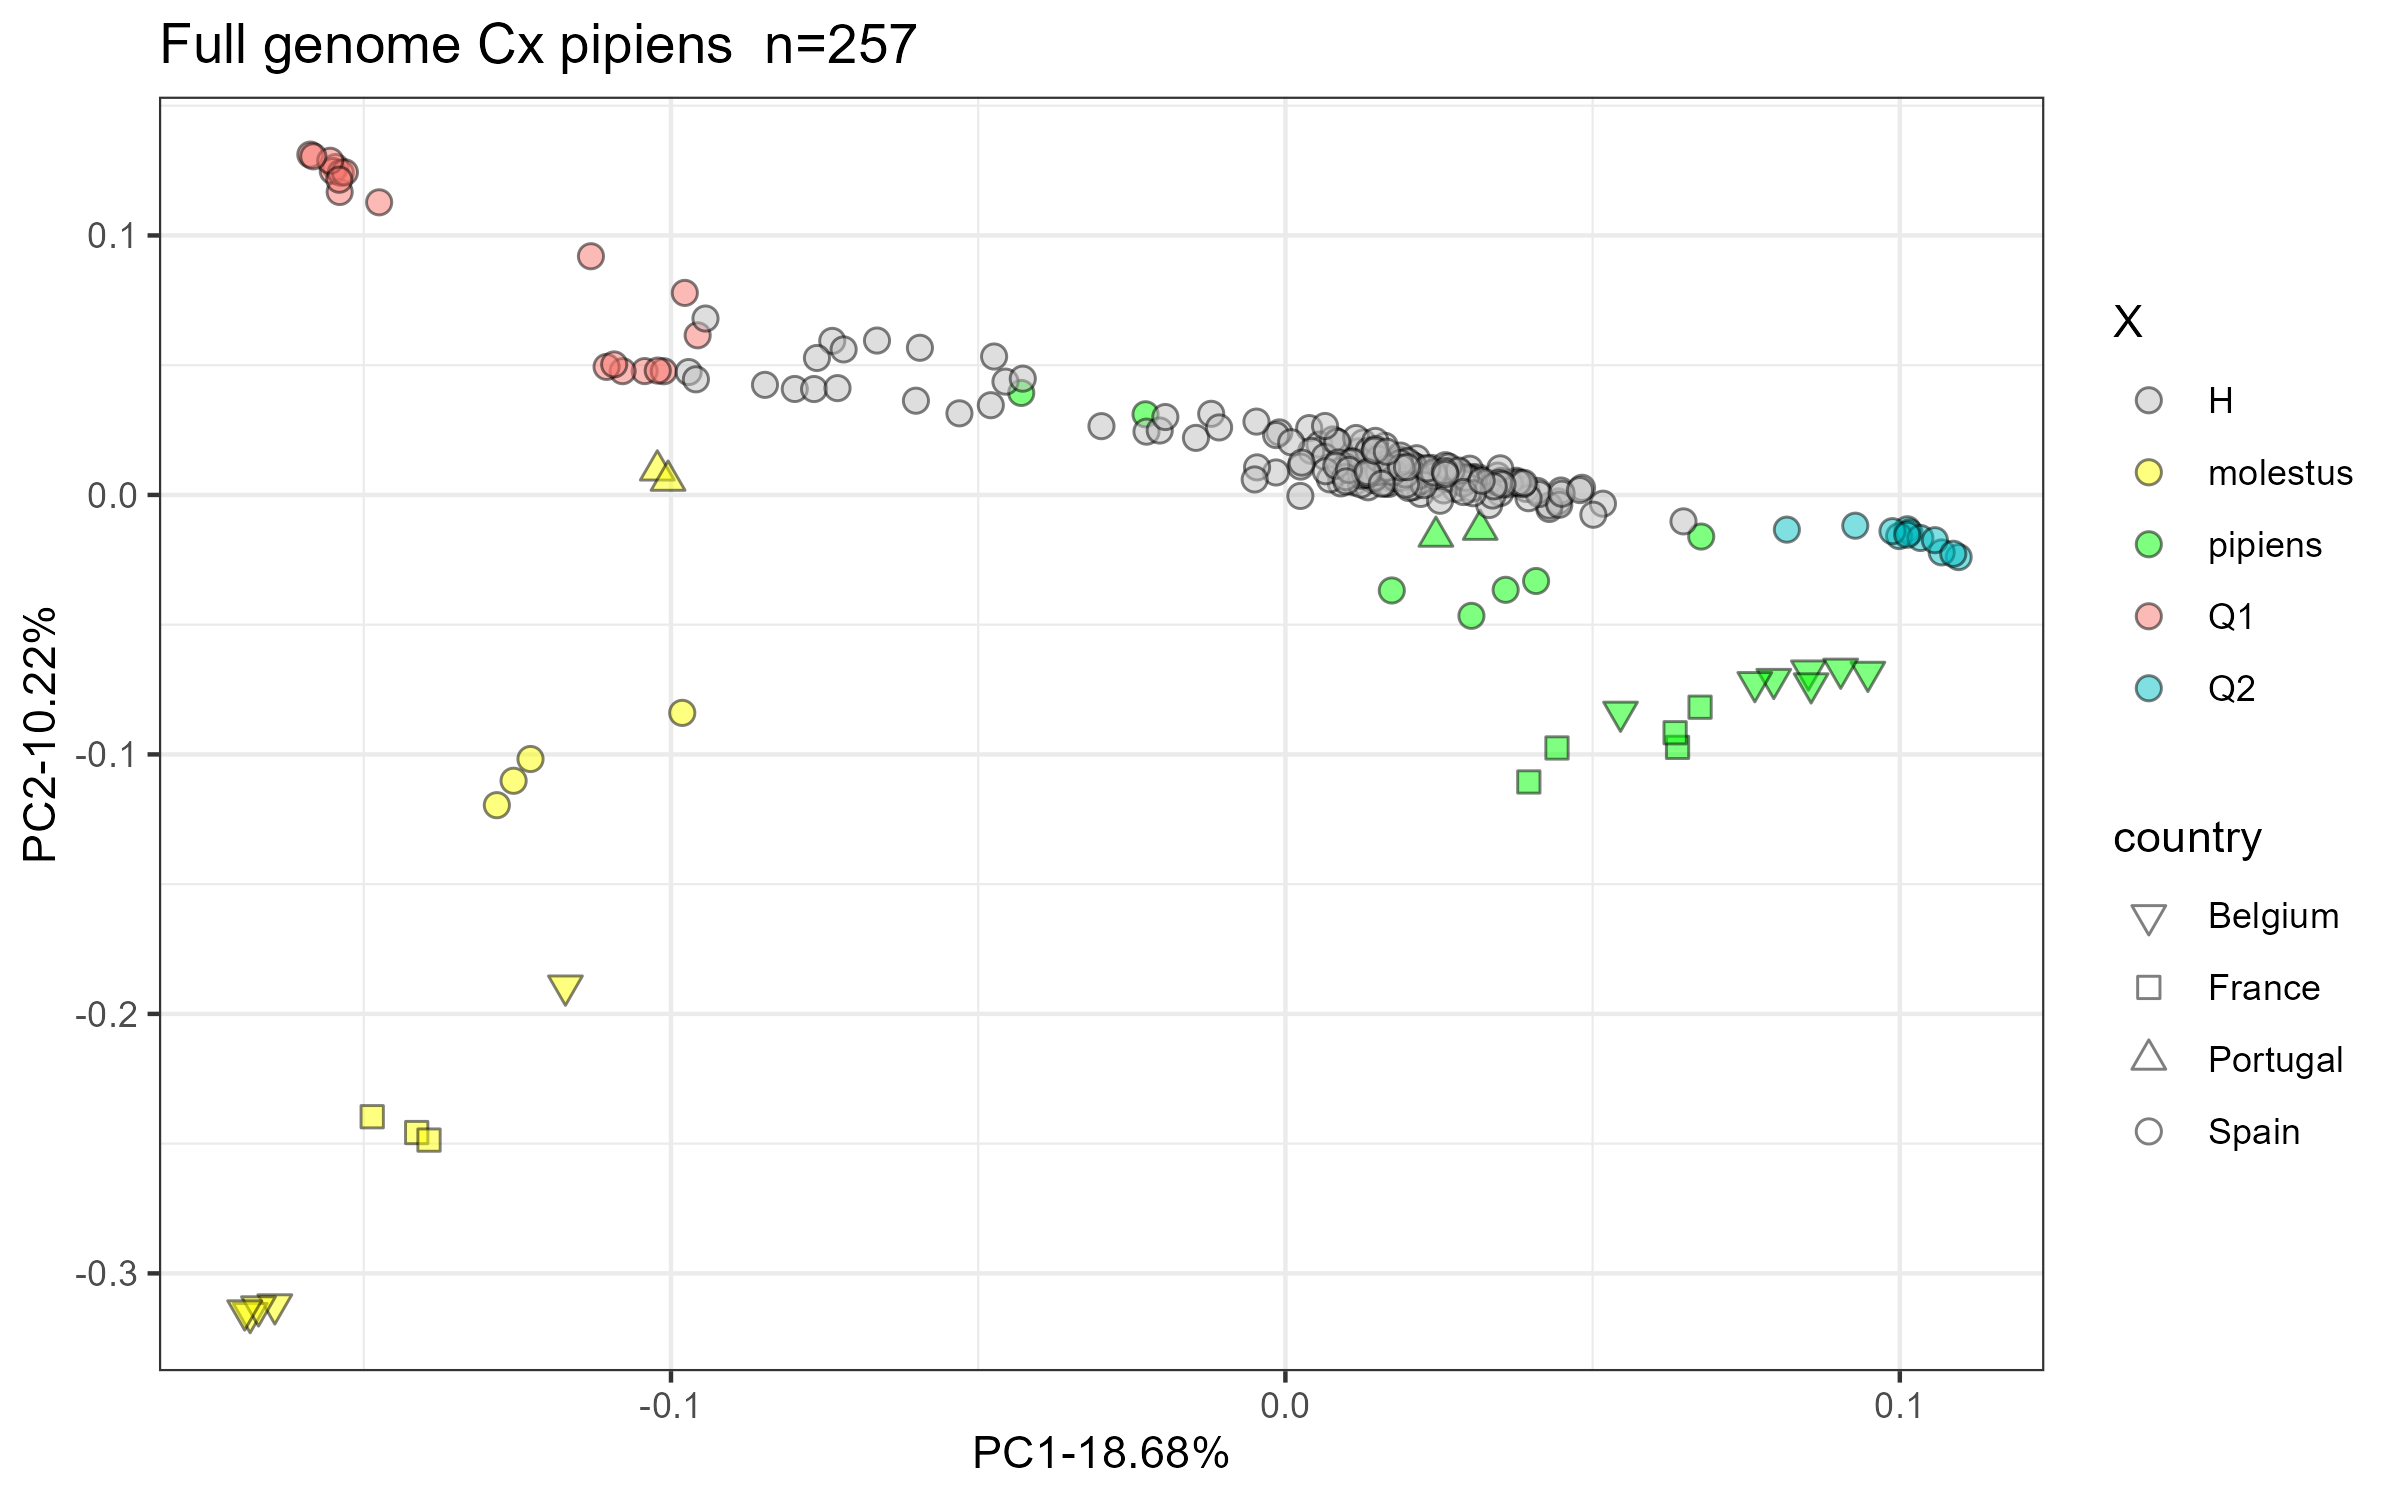 Full genome Cx pipiens  n=257
0.1
0.0
-0.1
-0.2
-0.3
PC2-10.22%
-0.1
0.0
0.1
PC1-18.68%
X
H
molestus
pipiens
Q1
Q2
country
Belgium
France
Portugal
Spain